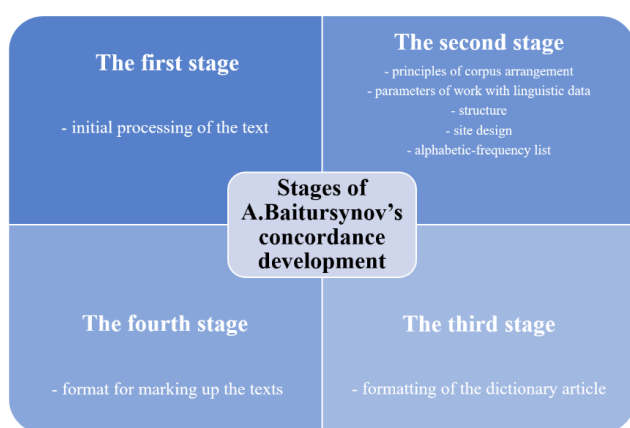 The first stage
- initial processing of the text
The second stage
- principles of corpus arrangement
- parameters of work with linguistic data
- structure
- site design
- alphabetic-frequency list
Stages of
A.Baitursynov’s
concordance
development
The fourth stage
- format for marking up the texts
The third stage
- formatting of the dictionary article